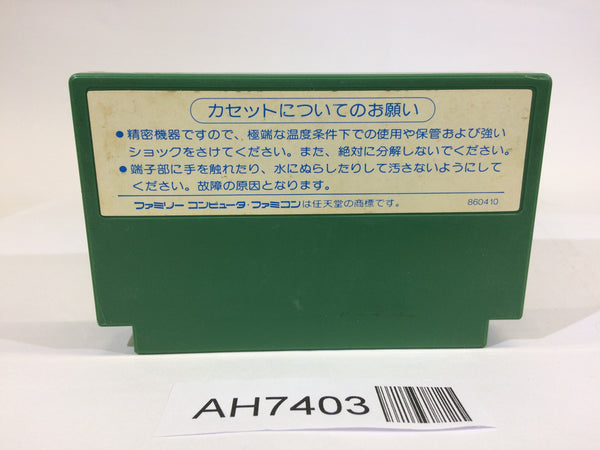 カセットについてのお願い
●精密機器ですので、極端な温度条件下での使用や保管および強い
ショックをさけてください。また、絶対に分解しないでください。
●端子部に手を触れたり、水にぬらしたりして汚さないようにして
ください。故障の原因となります。
ファミリーコンピュータ・ファミコンは任天堂の商標です。 860410
AH7403